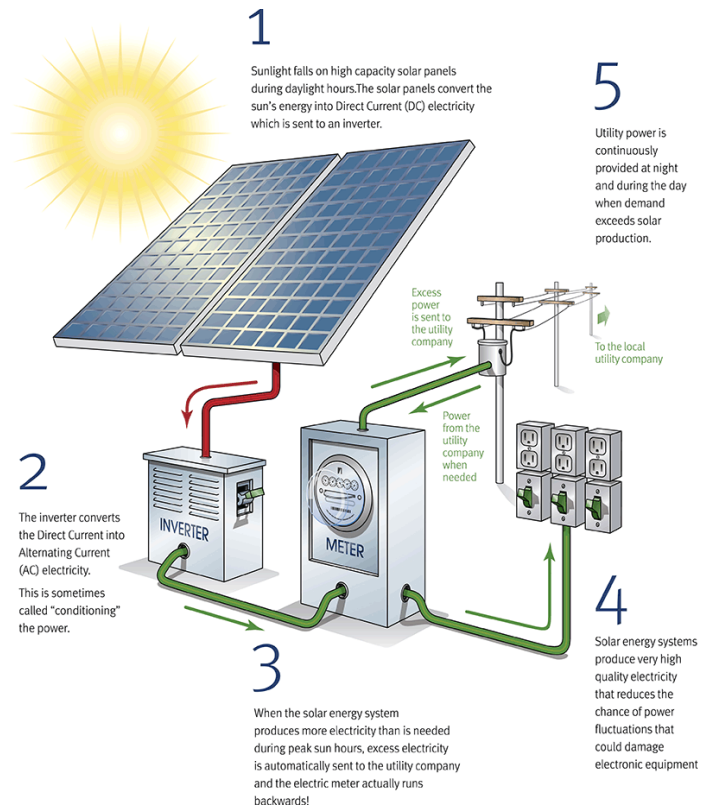 1
Sunlight falls on high capacity solar panels
during daylight hours.The solar panels convert the
sun's energy into Direct Current (DC) electricity
which is sent to an inverter.
5
Utility power is
continuously
provided at night
and during the day
when demand
exceeds solar
production.
Excess
power
is sent to
the utility
company
To the local
utility company
Power
from the
utility
company
when
needed
2
The inverter converts
the Direct Current into
Alternating Current
(AC) electricity.
This is sometimes
called “conditioning”
the power.
INVERTER
METER
3
When the solar energy system
produces more electricity than is needed
during peak sun hours, excess electricity
is automatically sent to the utility company
and the electric meter actually runs
backwards!
4
Solar energy systems
produce very high
quality electricity
that reduces the
chance of power
fluctuations that
could damage
electronic equipment